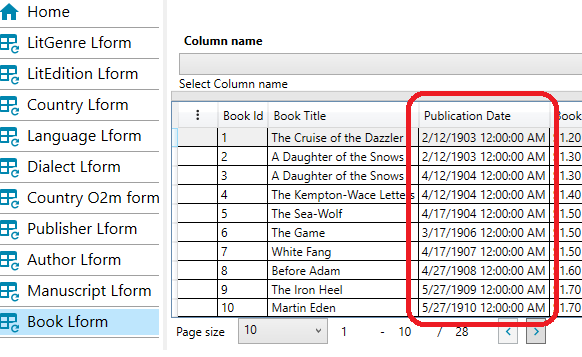 Home
LitGenre Lform
LitEdition Lform
Country Lform
Language Lform
Dialect Lform
Country O2m form
Publisher Lform
Author Lform
Manuscript Lform
Book Lform
Column name
Select Column name
Book Id Book Title Publication Date Book
1 The Cruise of the Dazzler 2/12/1903 12:00:00 AM 1.20
2 A Daughter of the Snows 2/12/1903 12:00:00 AM 1.30
3 A Daughter of the Snows 4/12/1904 12:00:00 AM 1.30
4 The Kempton-Wace Letters 4/12/1904 12:00:00 AM 1.40
5 The Sea-Wolf 4/17/1904 12:00:00 AM 1.50
6 The Game 3/17/1906 12:00:00 AM 1.50
7 White Fang 4/17/1907 12:00:00 AM 1.50
8 Before Adam 4/27/1908 12:00:00 AM 1.60
9 The Iron Heel 5/27/1909 12:00:00 AM 1.70
10 Martin Eden 5/27/1910 12:00:00 AM 1.70
Page size 10 1 - 10 / 28 < >